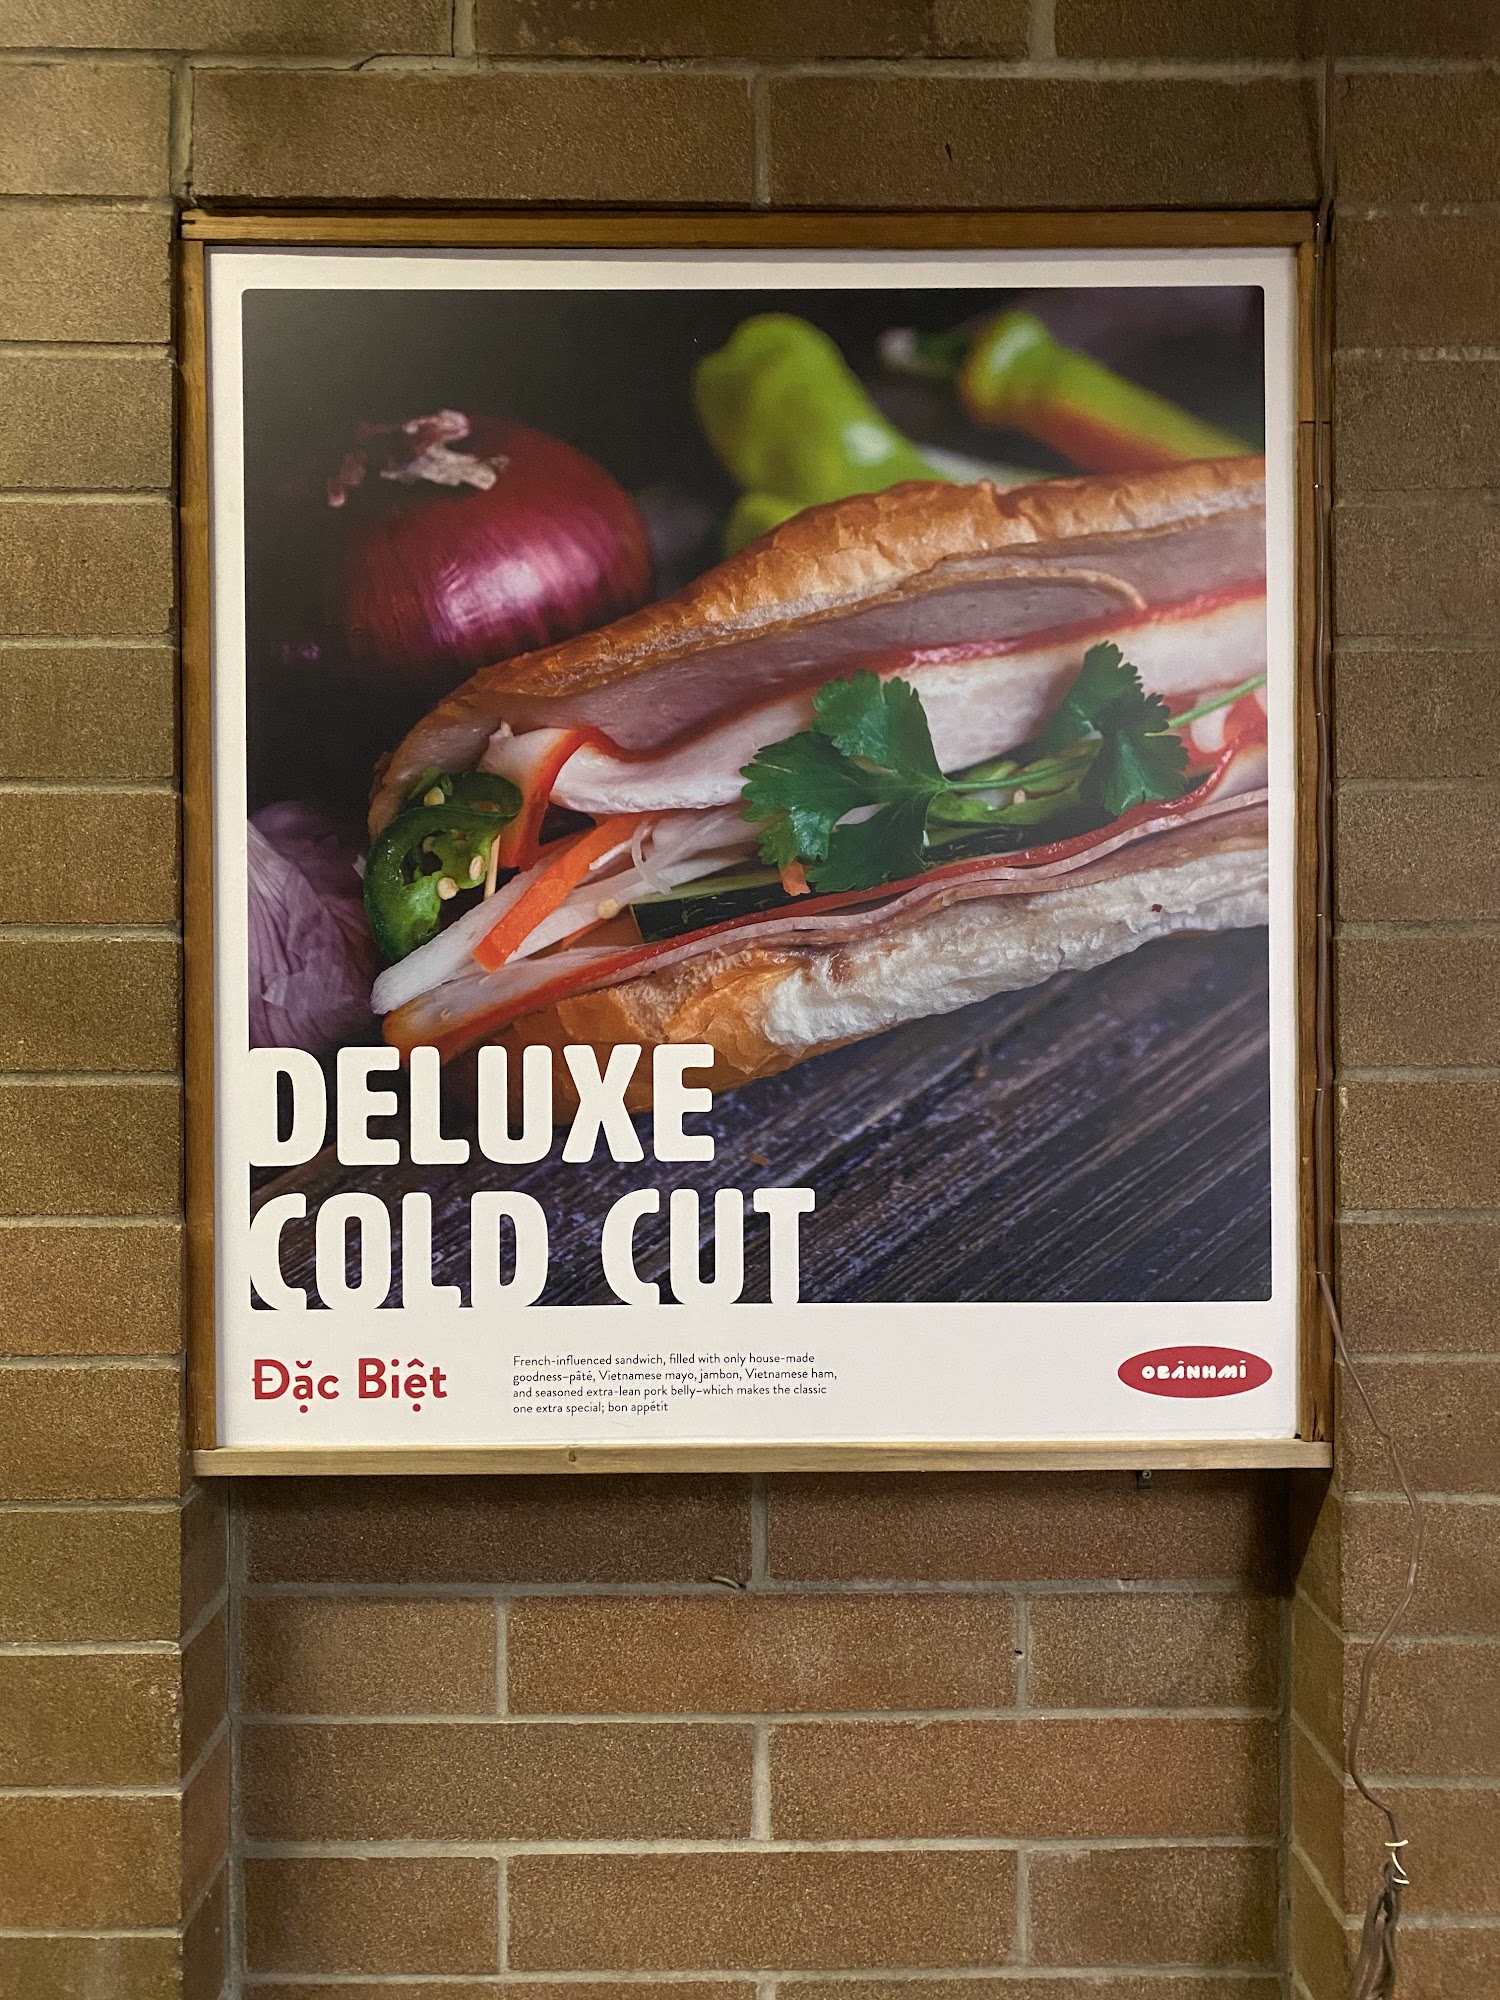 DELUXE
COLD CUT
Đặc Biệt
French-influenced sandwich, filled with only house-made
goodness–pâté, Vietnamese mayo, jambon, Vietnamese ham,
and seasoned extra-lean pork belly–which makes the classic
one extra special; bon appétit
OBÁNHMÌ